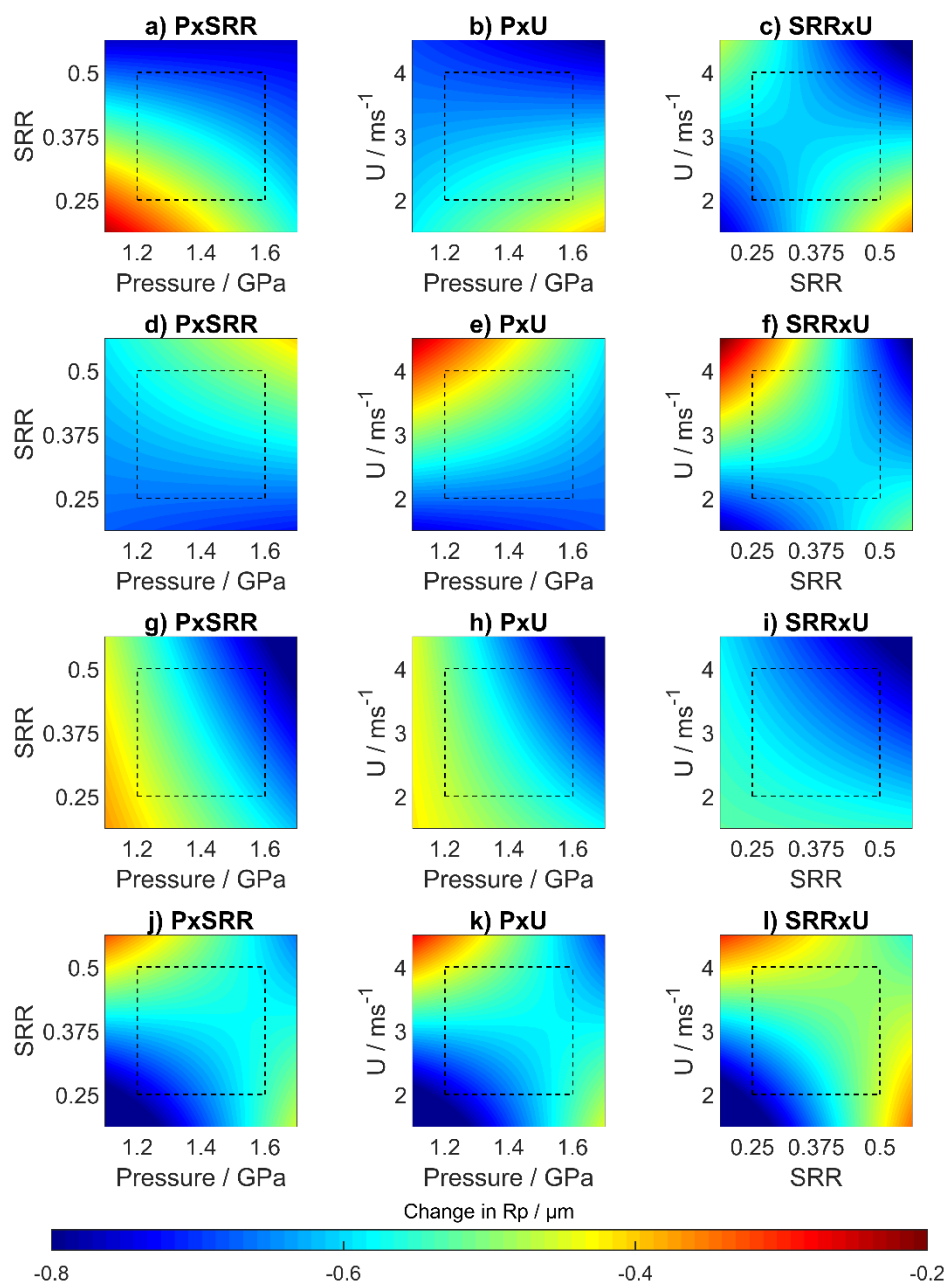 a) PxSRR
b) PxU
c) SRRxU
SRR
0.5
0.375
0.25
1.2 1.4 1.6
Pressure / GPa
U / ms⁻¹
4
3
2
1.2 1.4 1.6
Pressure / GPa
U / ms⁻¹
4
3
2
0.25 0.375 0.5
SRR
d) PxSRR
e) PxU
f) SRRxU
SRR
0.5
0.375
0.25
1.2 1.4 1.6
Pressure / GPa
U / ms⁻¹
4
3
2
1.2 1.4 1.6
Pressure / GPa
U / ms⁻¹
4
3
2
0.25 0.375 0.5
SRR
g) PxSRR
h) PxU
i) SRRxU
SRR
0.5
0.375
0.25
1.2 1.4 1.6
Pressure / GPa
U / ms⁻¹
4
3
2
1.2 1.4 1.6
Pressure / GPa
U / ms⁻¹
4
3
2
0.25 0.375 0.5
SRR
j) PxSRR
k) PxU
l) SRRxU
SRR
0.5
0.375
0.25
1.2 1.4 1.6
Pressure / GPa
U / ms⁻¹
4
3
2
1.2 1.4 1.6
Pressure / GPa
U / ms⁻¹
4
3
2
0.25 0.375 0.5
SRR
Change in Rp / μm
-0.8 -0.6 -0.4 -0.2